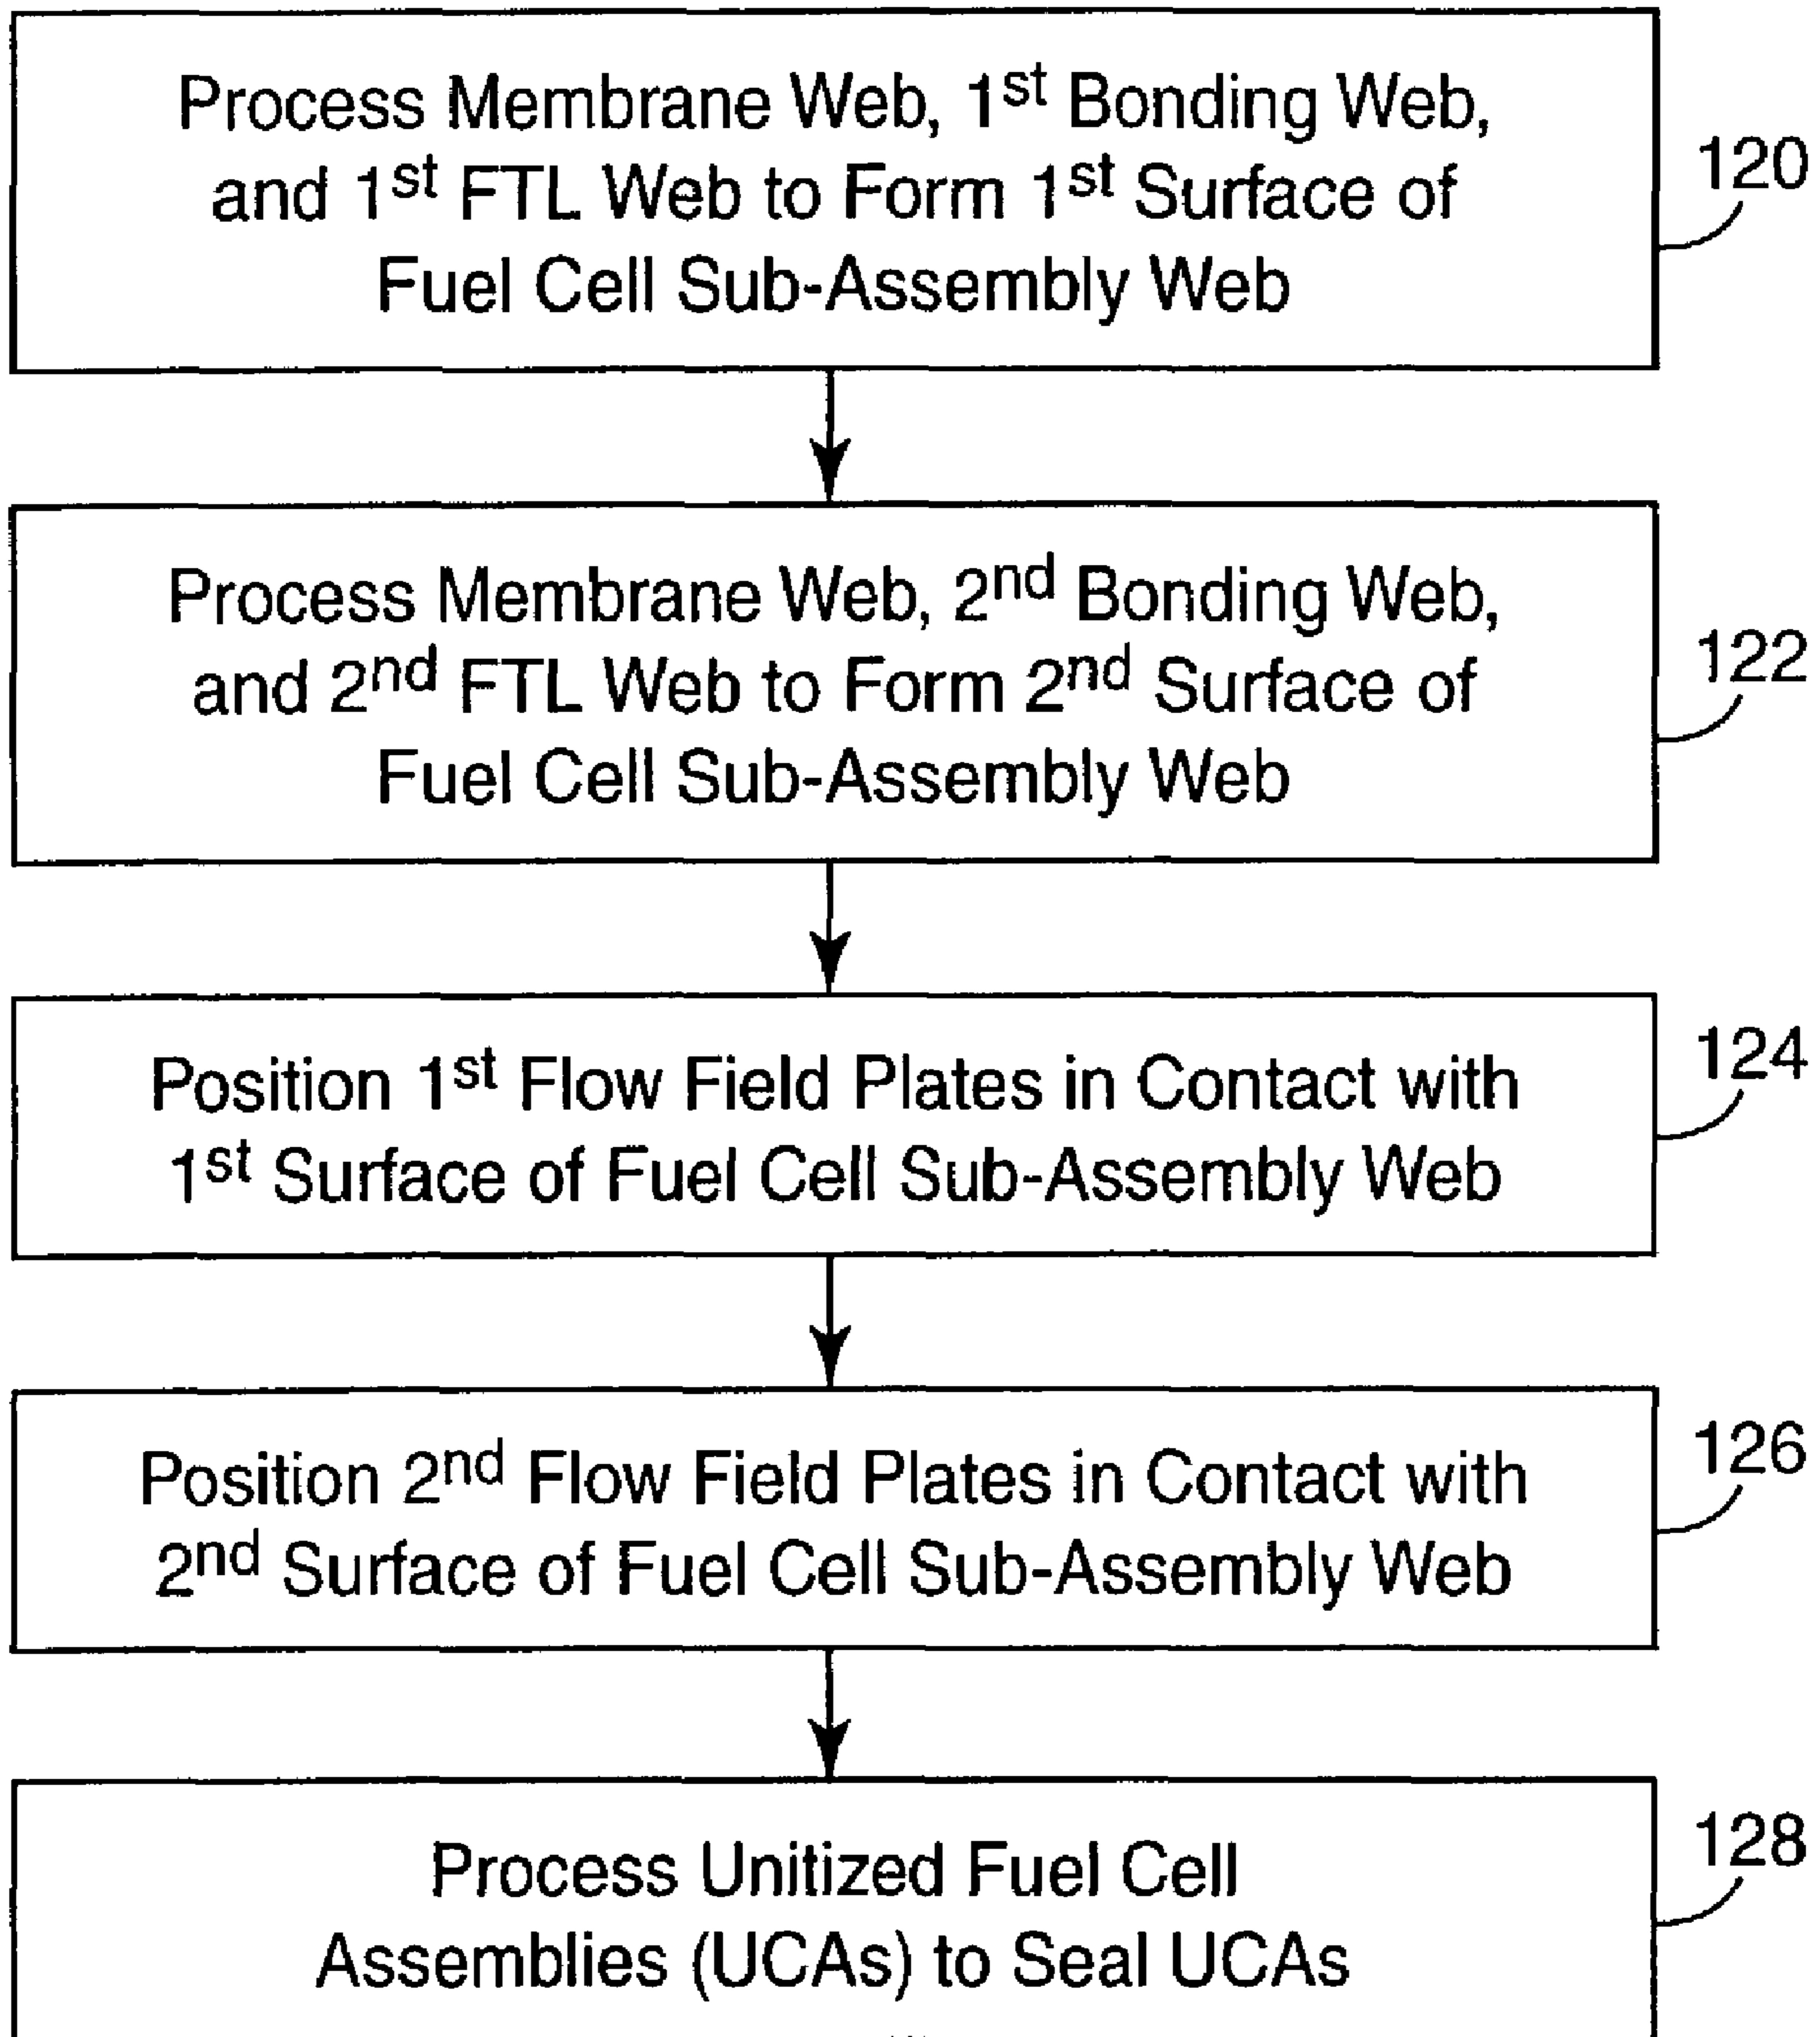 Process Membrane Web, 1st Bonding Web,
and 1st FTL Web to Form 1st Surface of
Fuel Cell Sub-Assembly Web
120
Process Membrane Web, 2nd Bonding Web,
and 2nd FTL Web to Form 2nd Surface of
Fuel Cell Sub-Assembly Web
122
Position 1st Flow Field Plates in Contact with
1st Surface of Fuel Cell Sub-Assembly Web
124
Position 2nd Flow Field Plates in Contact with
2nd Surface of Fuel Cell Sub-Assembly Web
126
Process Unitized Fuel Cell
Assemblies (UCAs) to Seal UCAs
128